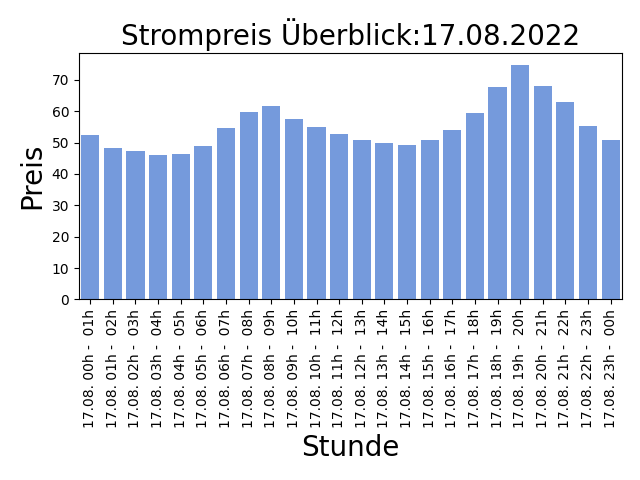 Strompreis Überblick:17.08.2022
Preis
70
60
50
40
30
20
10
0
17.08. 00h - 01h
17.08. 01h - 02h
17.08. 02h - 03h
17.08. 03h - 04h
17.08. 04h - 05h
17.08. 05h - 06h
17.08. 06h - 07h
17.08. 07h - 08h
17.08. 08h - 09h
17.08. 09h - 10h
17.08. 10h - 11h
17.08. 11h - 12h
17.08. 12h - 13h
17.08. 13h - 14h
17.08. 14h - 15h
17.08. 15h - 16h
17.08. 16h - 17h
17.08. 17h - 18h
17.08. 18h - 19h
17.08. 19h - 20h
17.08. 20h - 21h
17.08. 21h - 22h
17.08. 22h - 23h
17.08. 23h - 00h
Stunde